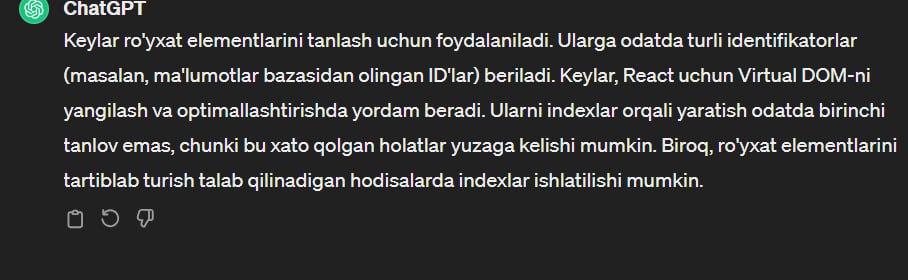 ChatGPT
Keylar ro'yxat elementlarini tanlash uchun foydalaniladi. Ularga odatda turli identifikatorlar
(masalan, ma'lumotlar bazasidan olingan ID'lar) beriladi. Keylar, React uchun Virtual DOM-ni
yangilash va optimallashtirishda yordam beradi. Ularni indexlar orqali yaratish odatda birinchi
tanlov emas, chunki bu xato qolgan holatlar yuzaga kelishi mumkin. Biroq, ro'yxat elementlarini
tartiblab turish talab qilinadigan hodisalarda indexlar ishlatilishi mumkin.